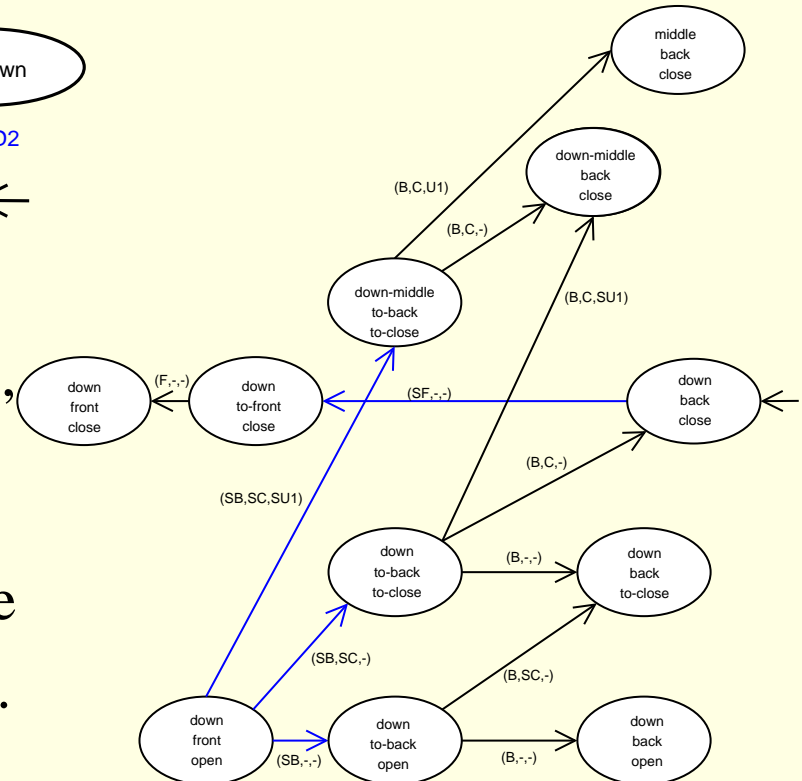 middle
back
close
wn
D2
down-middle
back
close
(B,C,U1)
(B,C,-)
down-middle
to-back
to-close
(B,C,SU1)
,
down
front
close
(F,-,-)
down
to-front
close
(SF,-,-)
down
back
close
(B,C,-)
(SB,SC,SU1)
down
to-back
to-close
(B,-,-)
down
back
to-close
e
(SB,SC,-)
(B,SC,-)
.
down
front
open
(SB,-,-)
down
to-back
open
(B,-,-)
down
back
open